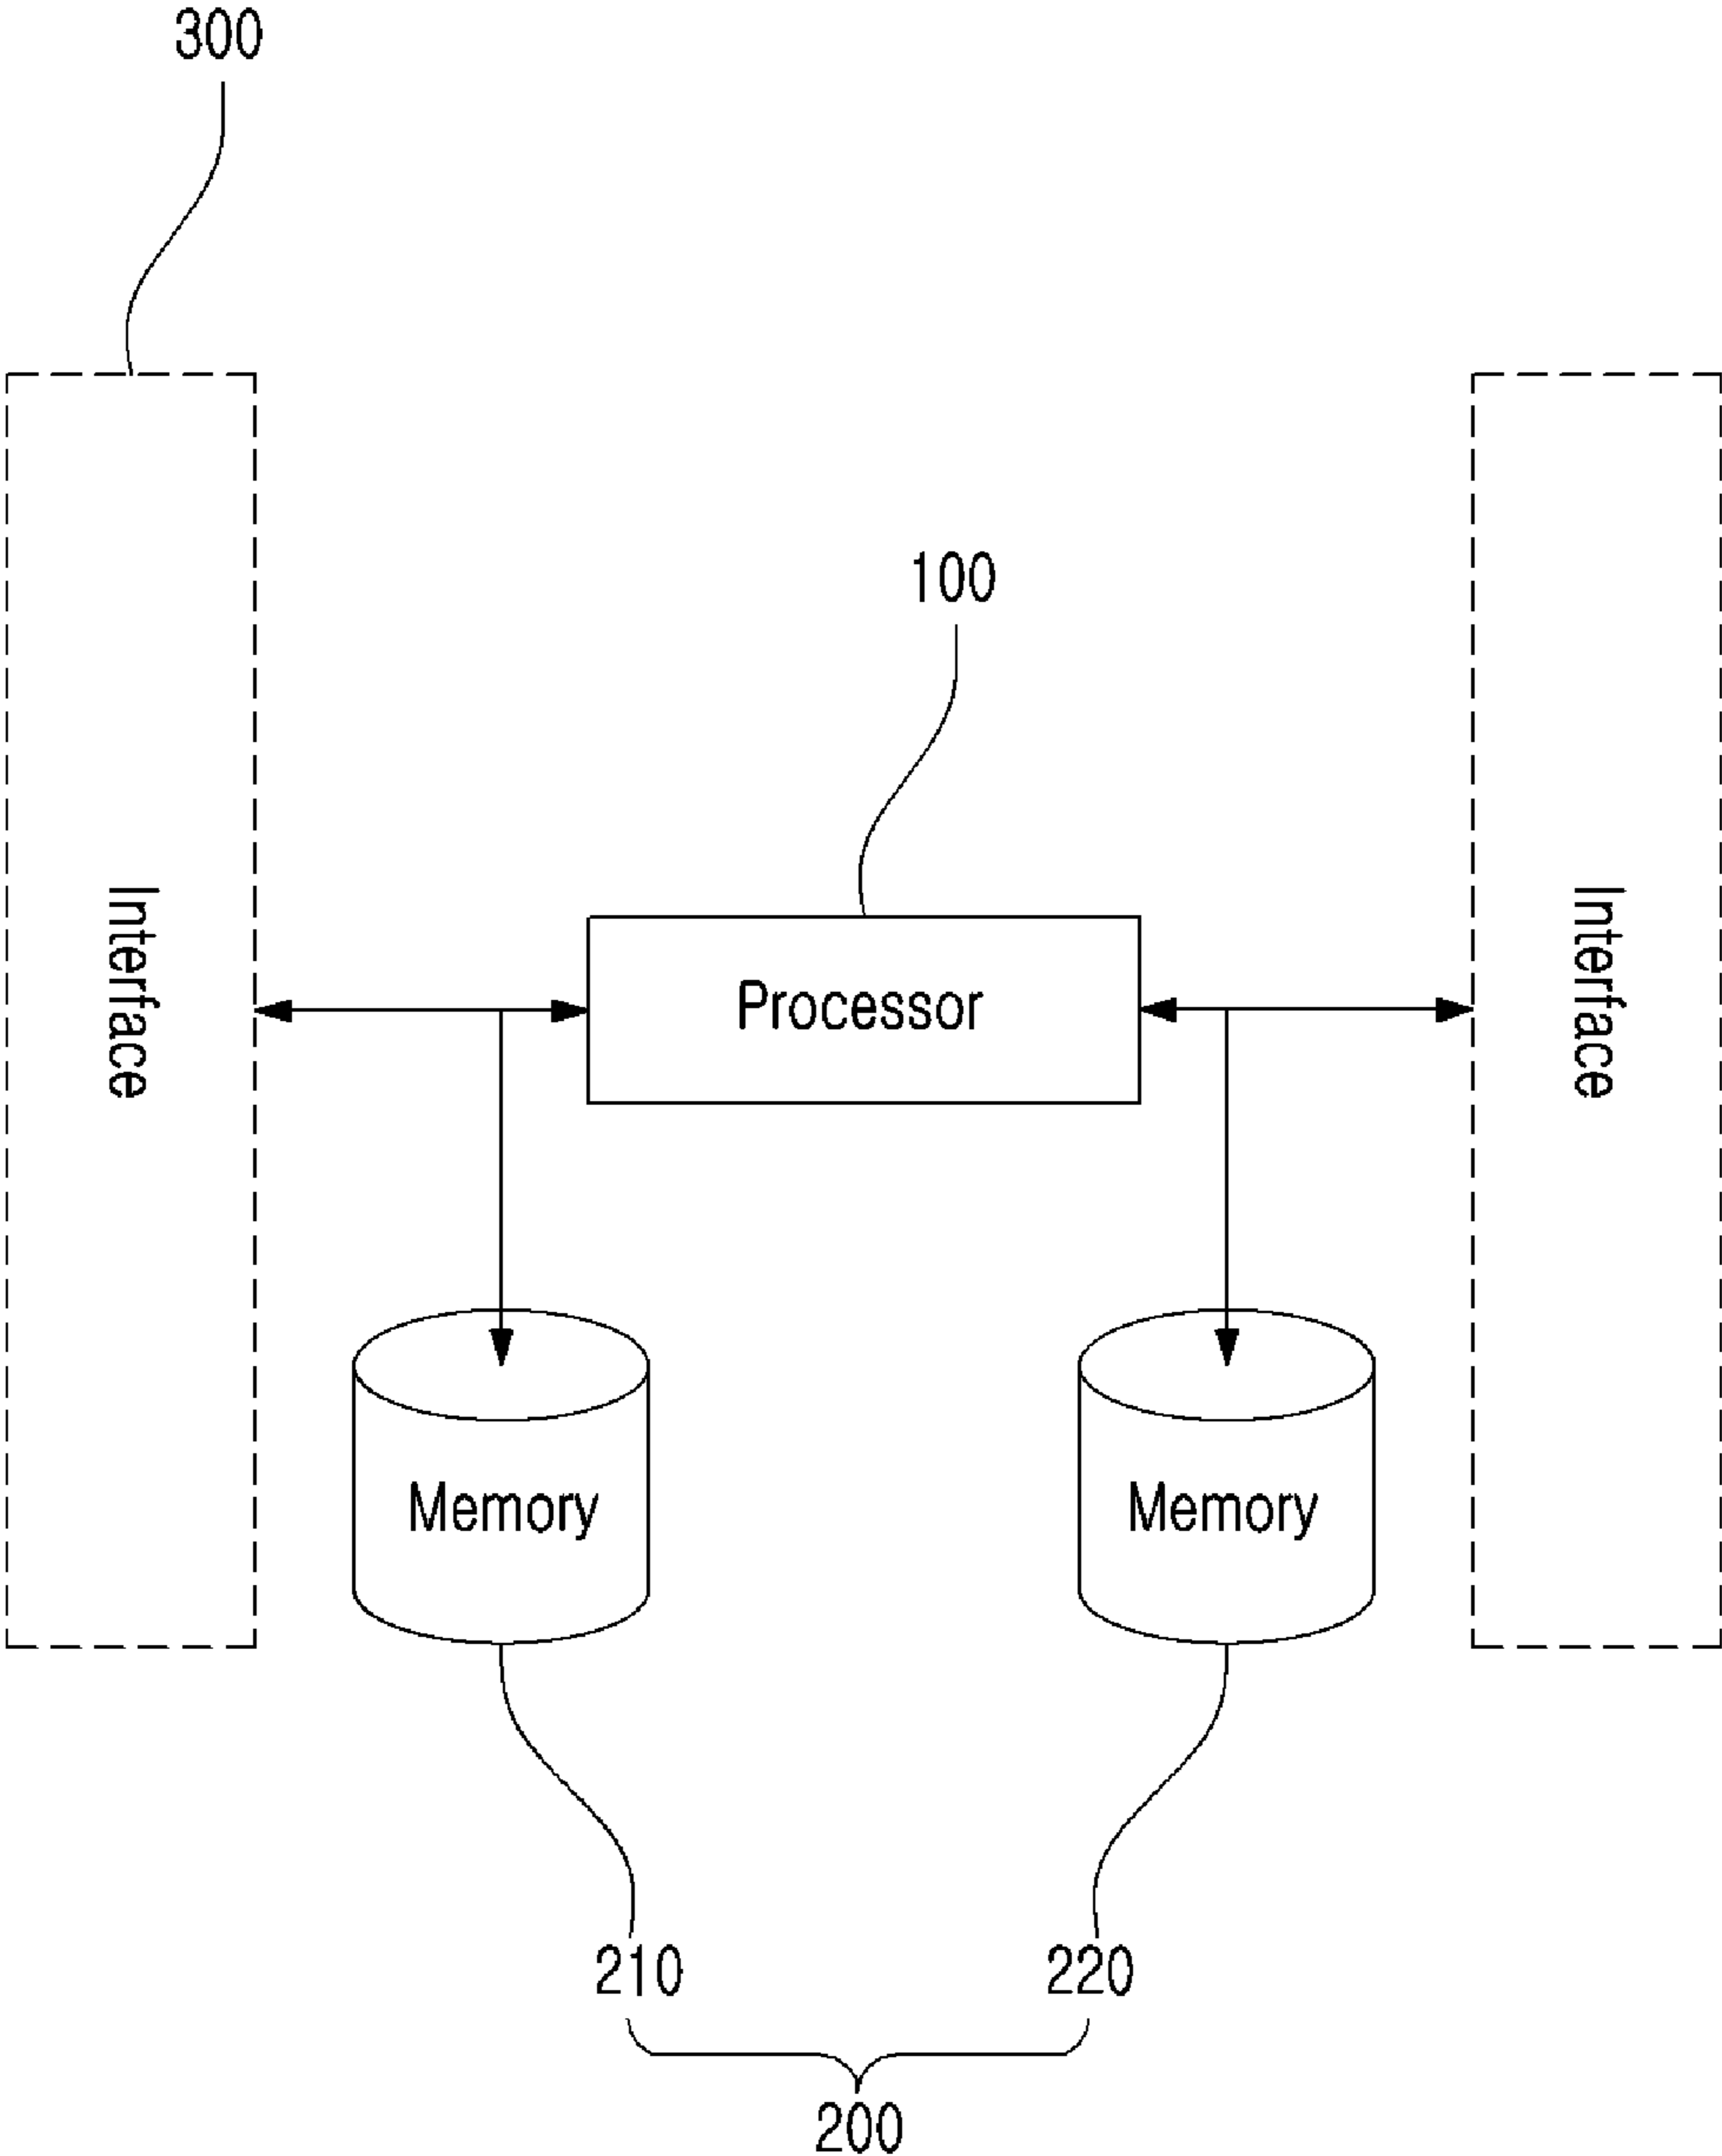 300
100
Interface
Processor
Interface
Memory
Memory
210
220
200